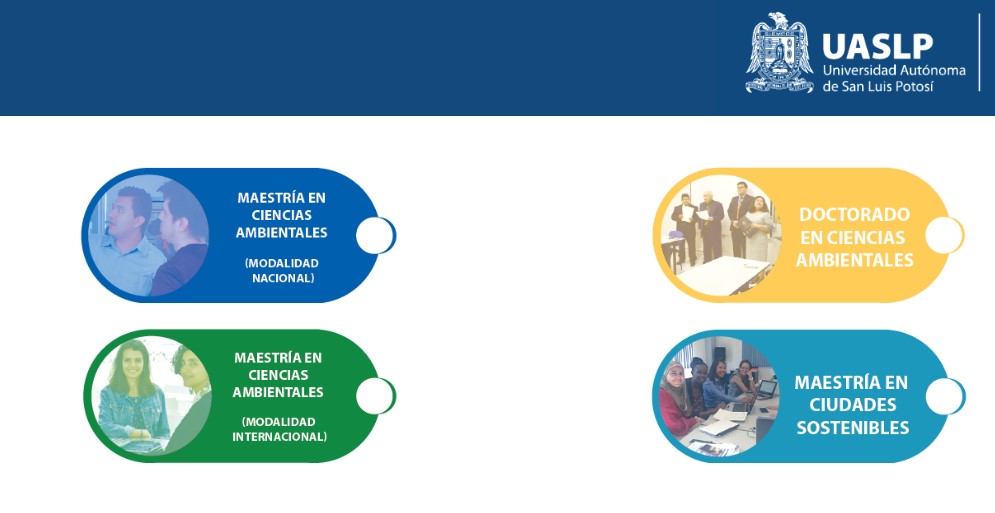 UASLP
Universidad Autónoma
de San Luis Potosí
MAESTRÍA EN
CIENCIAS
AMBIENTALES
(MODALIDAD
NACIONAL)
DOCTORADO
EN CIENCIAS
AMBIENTALES
MAESTRÍA EN
CIENCIAS
AMBIENTALES
(MODALIDAD
INTERNACIONAL)
MAESTRÍA EN
CIUDADES
SOSTENIBLES